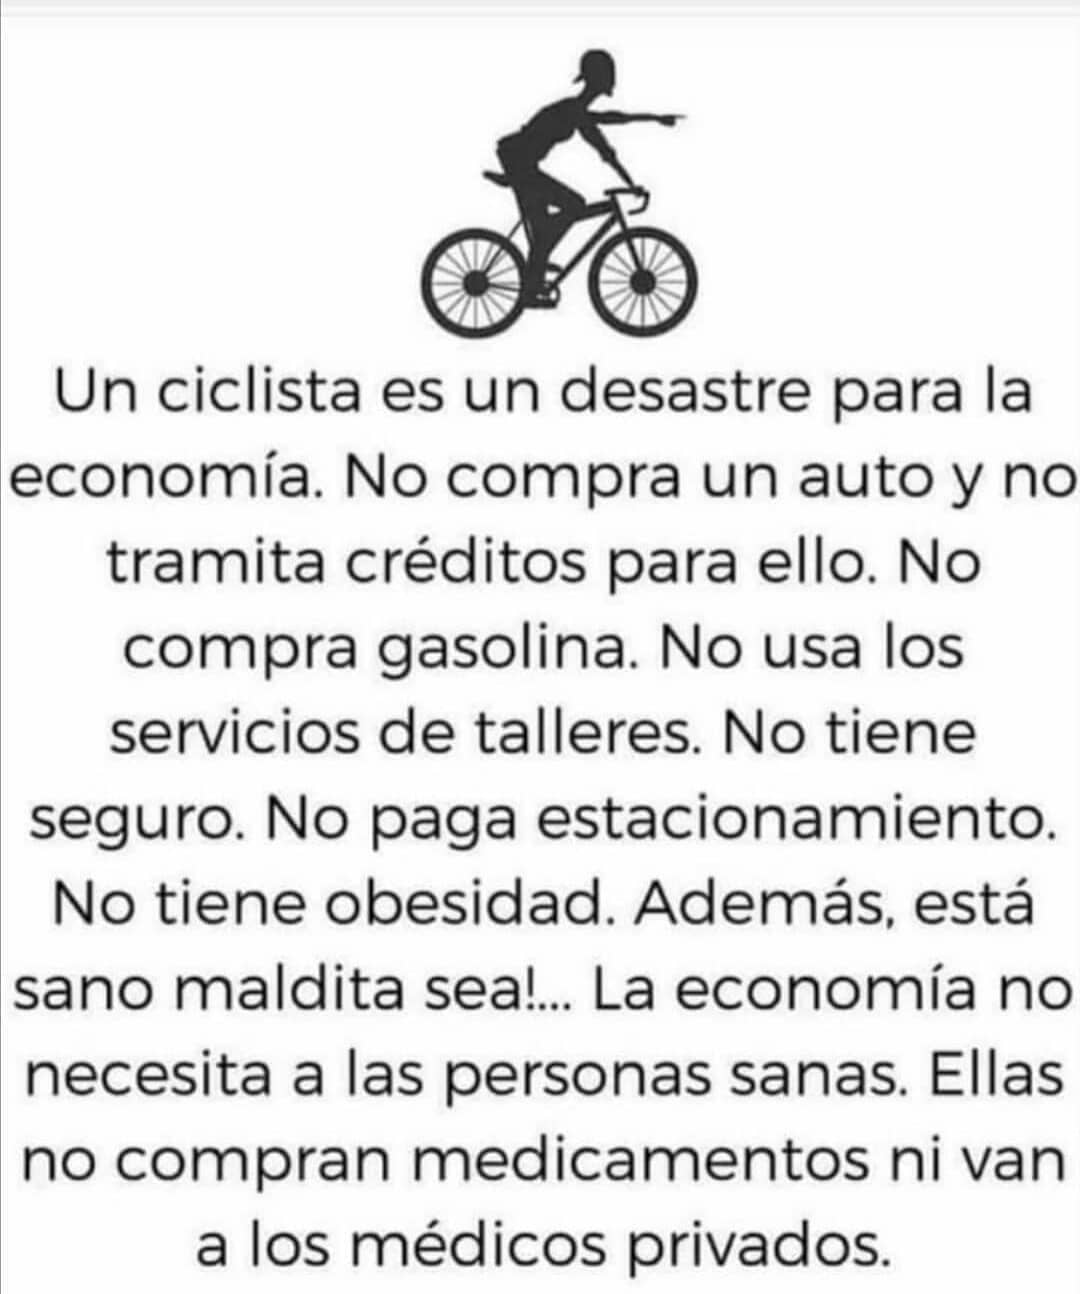 Un ciclista es un desastre para la
economía. No compra un auto y no
tramita créditos para ello. No
compra gasolina. No usa los
servicios de talleres. No tiene
seguro. No paga estacionamiento.
No tiene obesidad. Además, está
sano maldita sea!... La economía no
necesita a las personas sanas. Ellas
no compran medicamentos ni van
a los médicos privados.